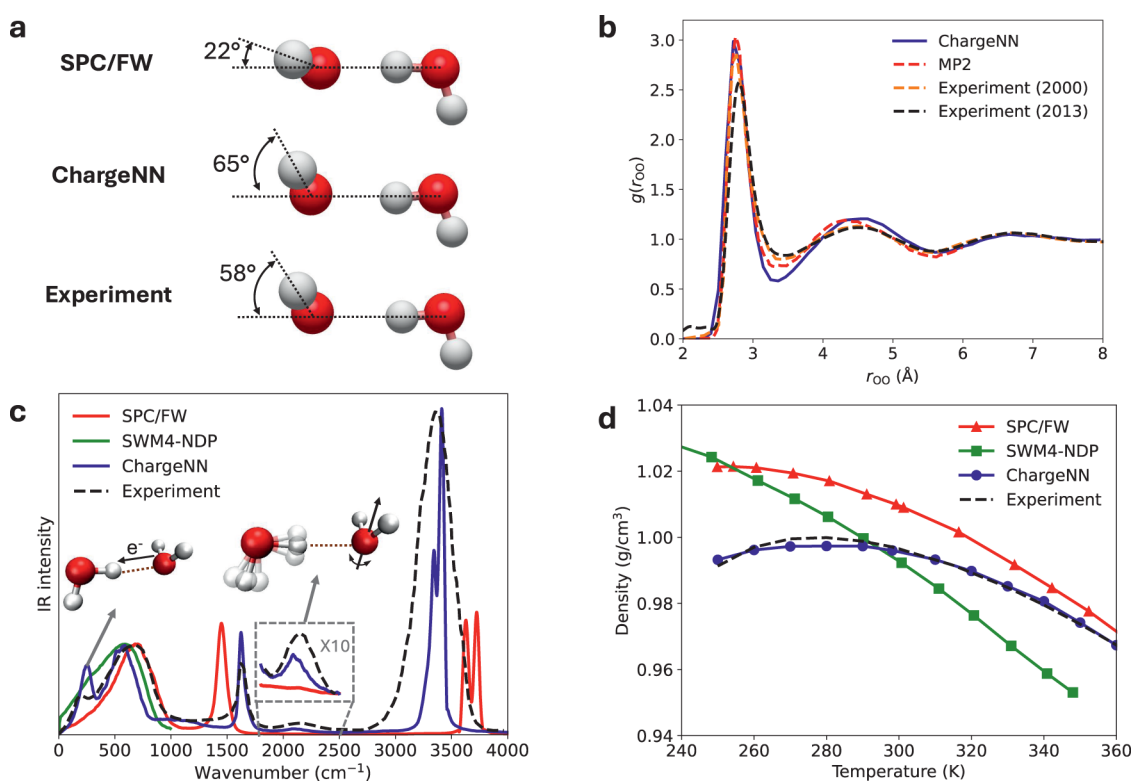 a
SPC/FW
22°
ChargeNN
65°
Experiment
58°
b
ChargeNN
MP2
Experiment (2000)
Experiment (2013)
g(rOO)
3.0
2.5
2.0
1.5
1.0
0.5
0.0
2 3 4 5 6 7 8
rOO (Å)
c
SPC/FW
SWM4-NDP
ChargeNN
Experiment
e-
X10
IR intensity
0 500 1000 1500 2000 2500 3000 3500 4000
Wavenumber (cm⁻¹)
d
SPC/FW
SWM4-NDP
ChargeNN
Experiment
Density (g/cm³)
1.04
1.02
1.00
0.98
0.96
0.94
240 260 280 300 320 340 360
Temperature (K)